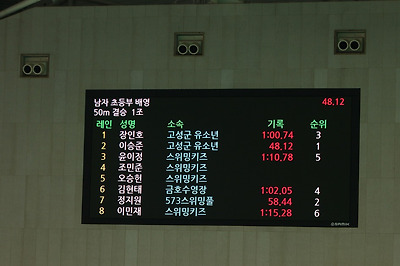 남자 초등부 배영 48.12
50m 결승 1조
레인 성명 소속 기록 순위
1 장인호 고성군 유소년 1:00.74 3
2 이승준 고성군 유소년 48.12 1
3 윤이정 스위밍키즈 1:10.78 5
4 조민준 스위밍키즈
5 오승헌 스위밍키즈
6 김현태 금호수영장 1:02.05 4
7 정지원 573스위밍풀 58.44 2
8 이민재 스위밍키즈 1:15.28 6